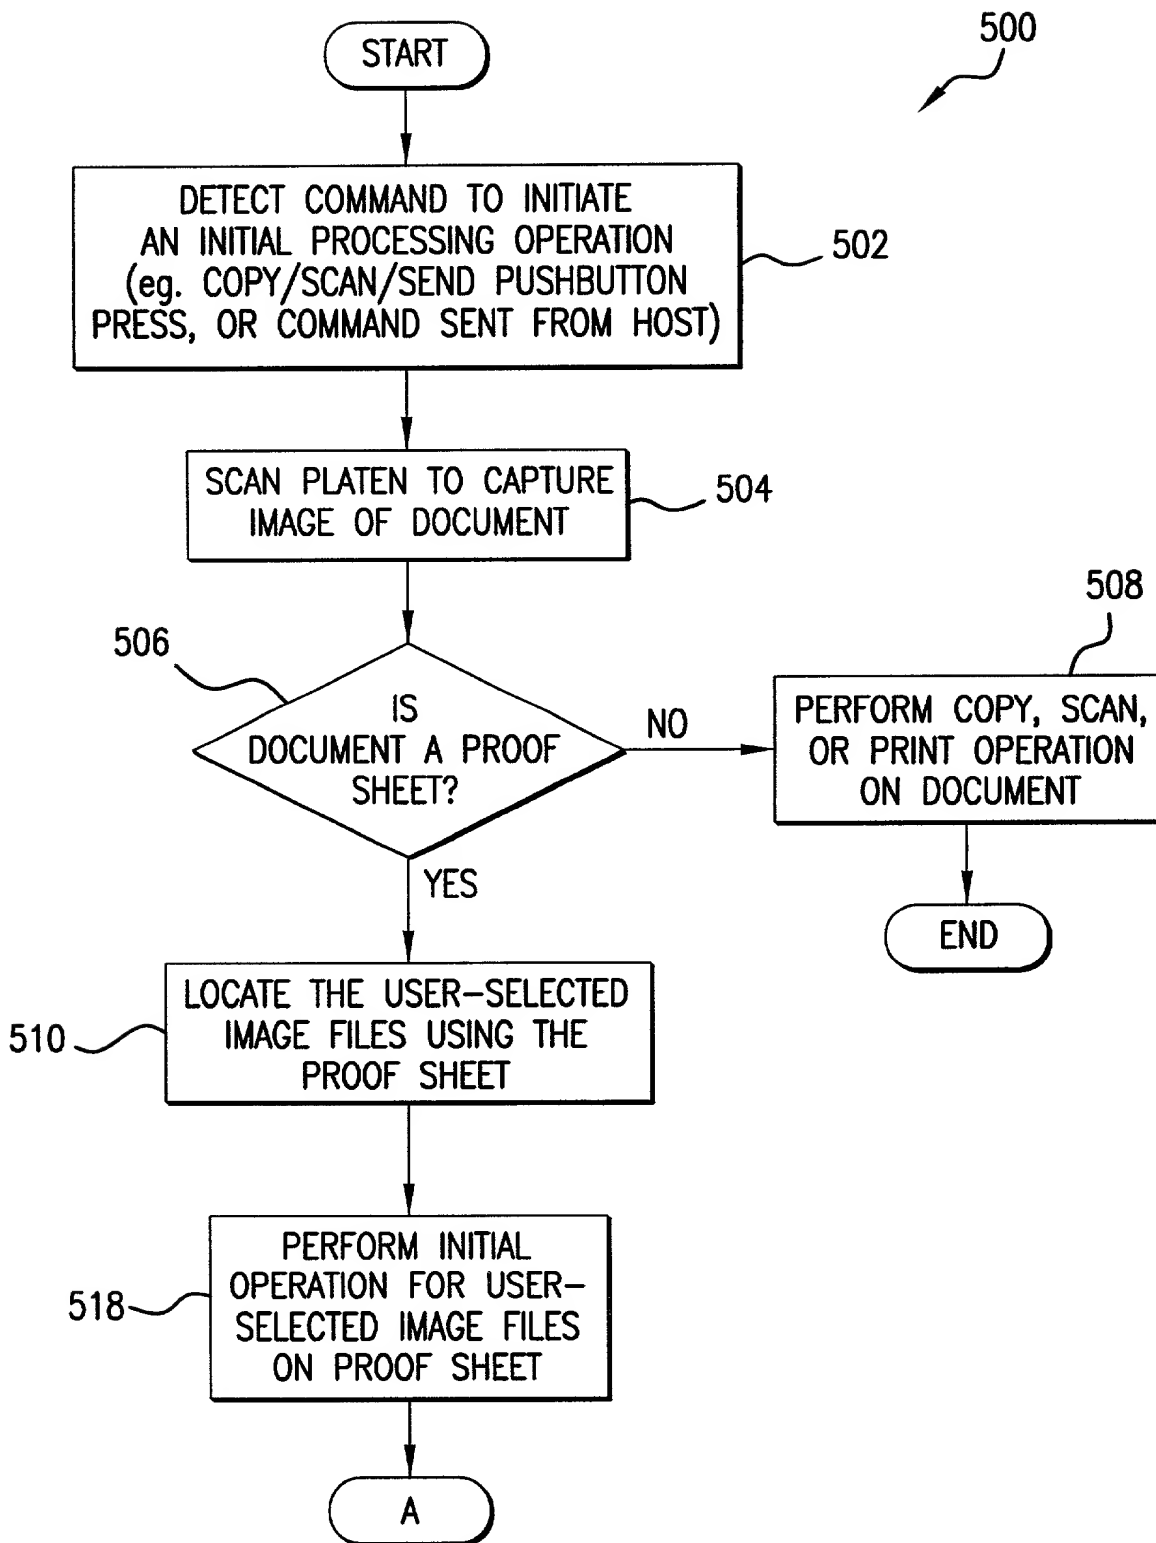 500
START
DETECT COMMAND TO INITIATE
AN INITIAL PROCESSING OPERATION
(eg. COPY/SCAN/SEND PUSHBUTTON
PRESS, OR COMMAND SENT FROM HOST)
502
SCAN PLATEN TO CAPTURE
IMAGE OF DOCUMENT
504
506
IS
DOCUMENT A PROOF
SHEET?
NO
508
PERFORM COPY, SCAN,
OR PRINT OPERATION
ON DOCUMENT
END
YES
510
LOCATE THE USER-SELECTED
IMAGE FILES USING THE
PROOF SHEET
518
PERFORM INITIAL
OPERATION FOR USER-
SELECTED IMAGE FILES
ON PROOF SHEET
A